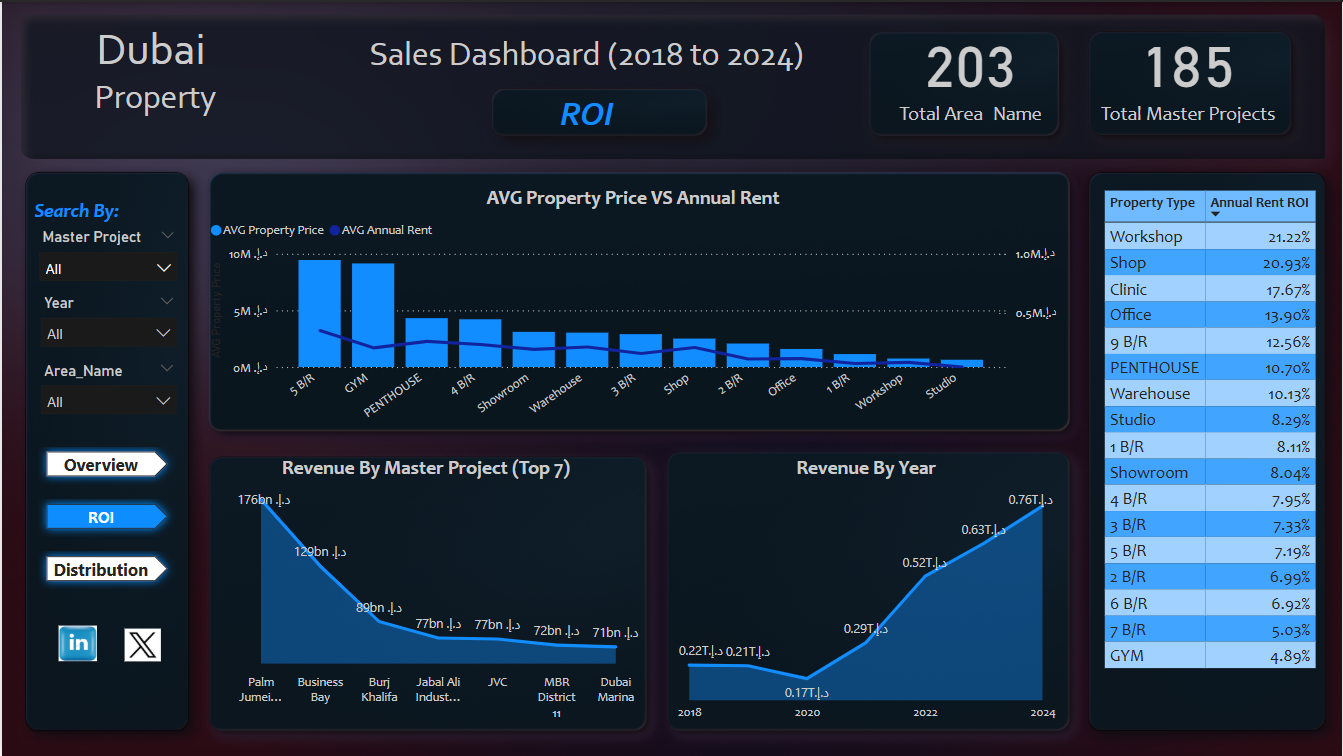 Dubai
Property
Sales Dashboard (2018 to 2024)
ROI
203
Total Area Name
185
Total Master Projects
Search By:
Master Project
All
Year
All
Area_Name
All
Overview
ROI
Distribution
in
X
AVG Property Price VS Annual Rent
AVG Property Price
AVG Annual Rent
AVG Property Price
10M د.إ.
5M د.إ.
0M د.إ.
1.0M د.إ.
0.5M د.إ.
5 B/R
GYM
PENTHOUSE
4 B/R
Showroom
Warehouse
3 B/R
Shop
2 B/R
Office
1 B/R
Workshop
Studio
Revenue By Master Project (Top 7)
176bn د.إ.
129bn د.إ.
89bn د.إ.
77bn د.إ.
77bn د.إ.
72bn د.إ.
71bn د.إ.
Palm Jumei...
Business Bay
Burj Khalifa
Jabal Ali Indust...
JVC
MBR District 11
Dubai Marina
Revenue By Year
0.22T د.إ.
0.21T د.إ.
0.17T د.إ.
0.29T د.إ.
0.52T د.إ.
0.63T د.إ.
0.76T د.إ.
2018
2020
2022
2024
Property Type Annual Rent ROI
Workshop 21.22%
Shop 20.93%
Clinic 17.67%
Office 13.90%
9 B/R 12.56%
PENTHOUSE 10.70%
Warehouse 10.13%
Studio 8.29%
1 B/R 8.11%
Showroom 8.04%
4 B/R 7.95%
3 B/R 7.33%
5 B/R 7.19%
2 B/R 6.99%
6 B/R 6.92%
7 B/R 5.03%
GYM 4.89%